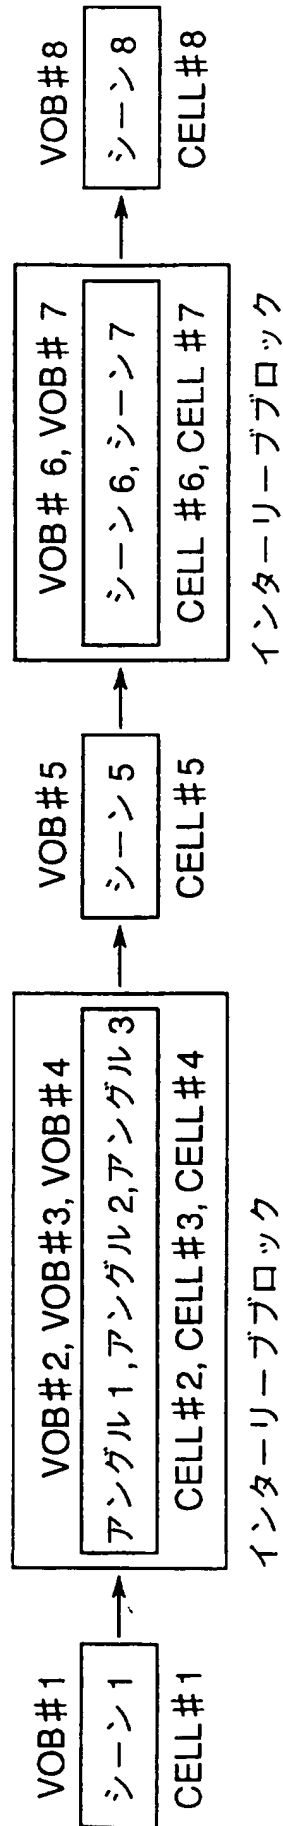 VOB#1
シーン1
CELL#1
VOB#2, VOB#3, VOB#4
アングル1,アングル2,アングル3
CELL#2, CELL#3, CELL#4
インターリーブブロック
VOB#5
シーン5
CELL#5
VOB# 6, VOB# 7
シーン6, シーン7
CELL #6, CELL #7
インターリーブブロック
VOB#8
シーン8
CELL#8